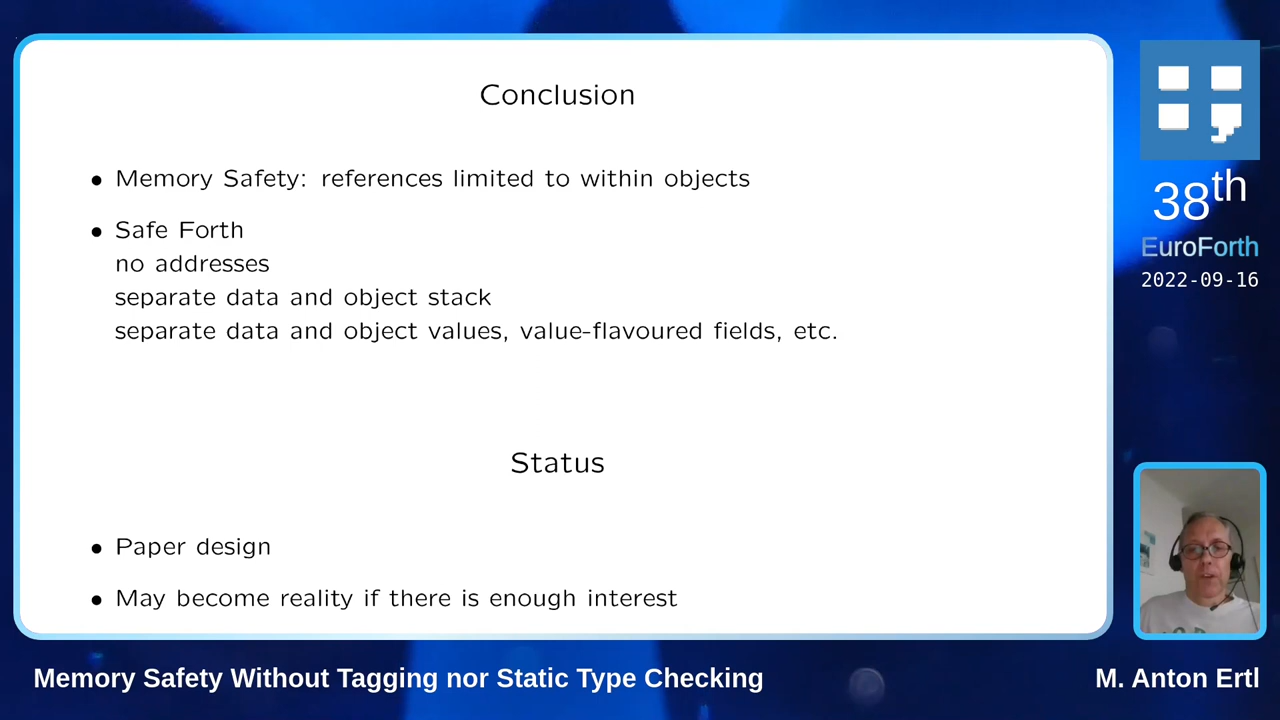 Conclusion
• Memory Safety: references limited to within objects
• Safe Forth
no addresses
separate data and object stack
separate data and object values, value-flavoured fields, etc.
Status
• Paper design
• May become reality if there is enough interest
38th
EuroForth
2022-09-16
Memory Safety Without Tagging nor Static Type Checking
M. Anton Ertl